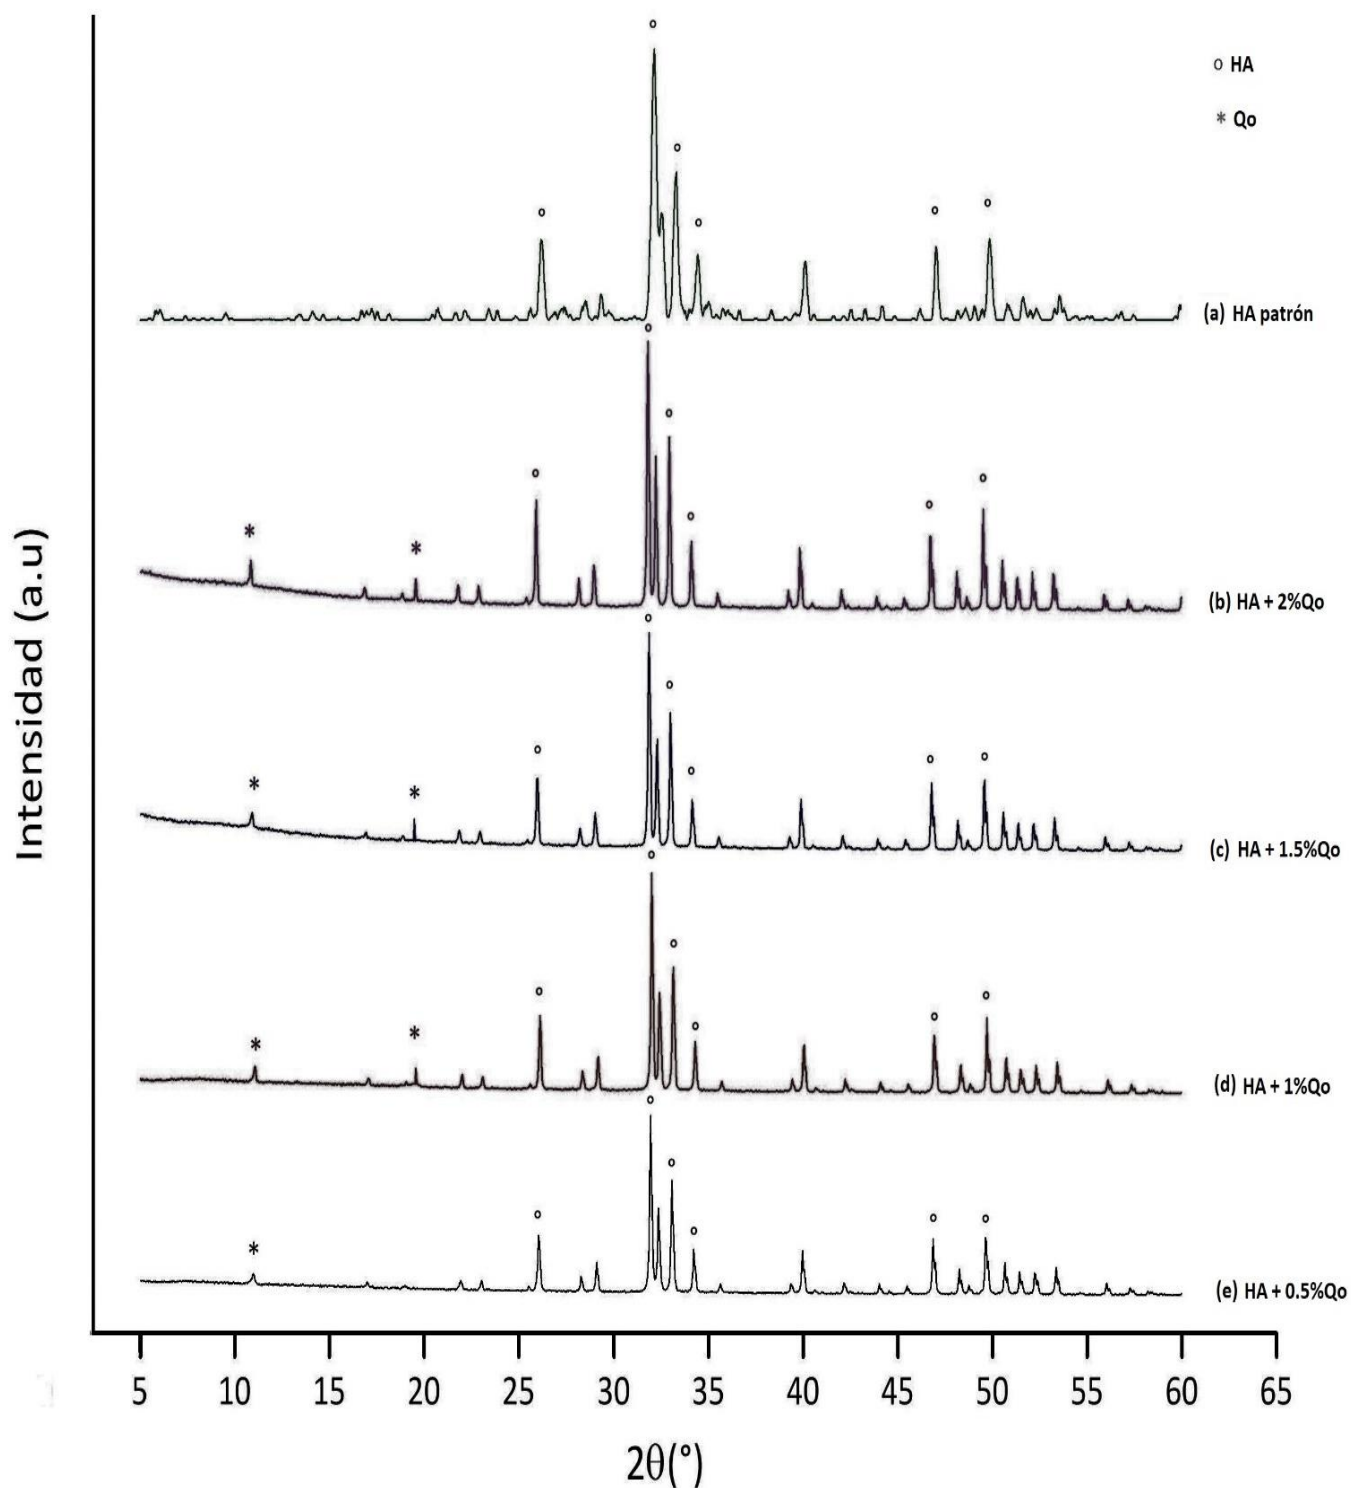 o HA
* Qo
(a) HA patrón
(b) HA + 2%Qo
(c) HA + 1.5%Qo
(d) HA + 1%Qo
(e) HA + 0.5%Qo
Intensidad (a.u)
5 10 15 20 25 30 35 40 45 50 55 60 65
2θ(°)